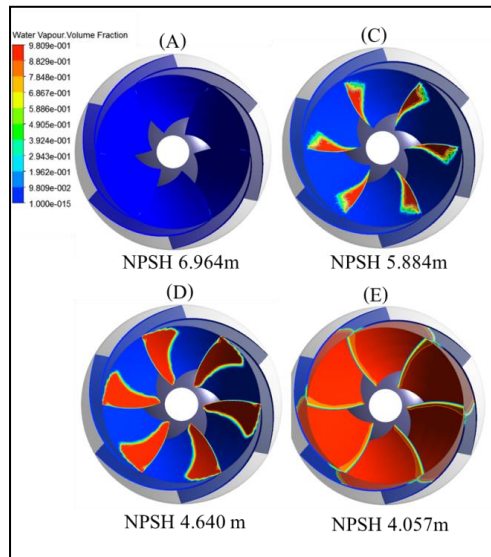 Water Vapour.Volume Fraction
9.809e-001
8.829e-001
7.848e-001
6.867e-001
5.886e-001
4.905e-001
3.924e-001
2.943e-001
1.962e-001
9.809e-002
1.000e-015
(A)
(C)
NPSH 6.964m
NPSH 5.884m
(D)
(E)
NPSH 4.640 m
NPSH 4.057m